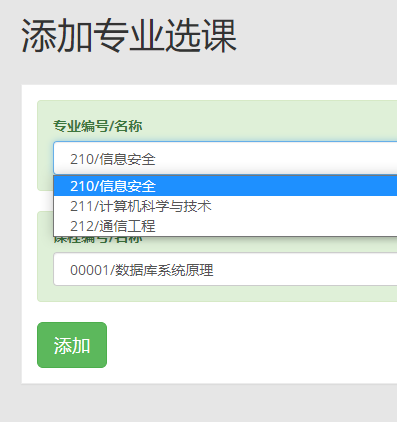 添加专业选课
专业编号/名称
210/信息安全
210/信息安全
211/计算机科学与技术
212/通信工程
课程编号/名称
00001/数据库系统原理
添加